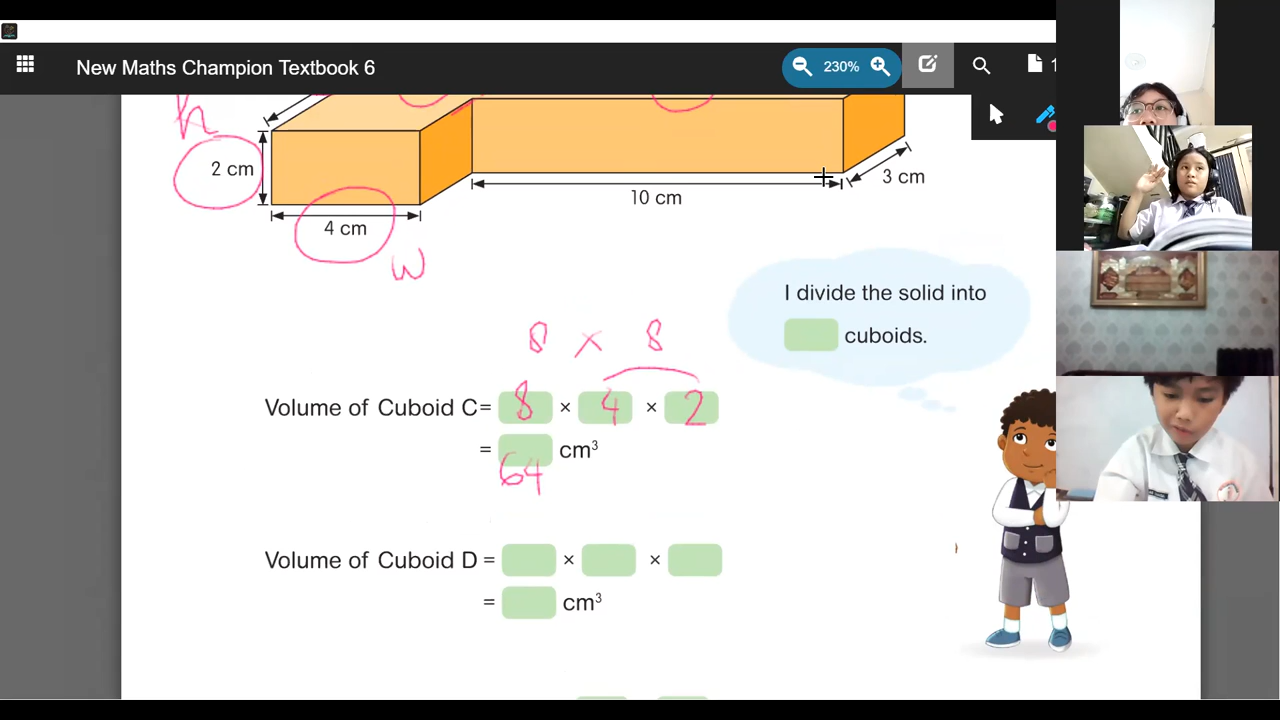 New Maths Champion Textbook 6
230%
1
h
2 cm
10 cm
3 cm
4 cm
w
I divide the solid into
cuboids.
8 × 8
Volume of Cuboid C= 8 × 4 × 2
= cm³
64
Volume of Cuboid D = × ×
= cm³